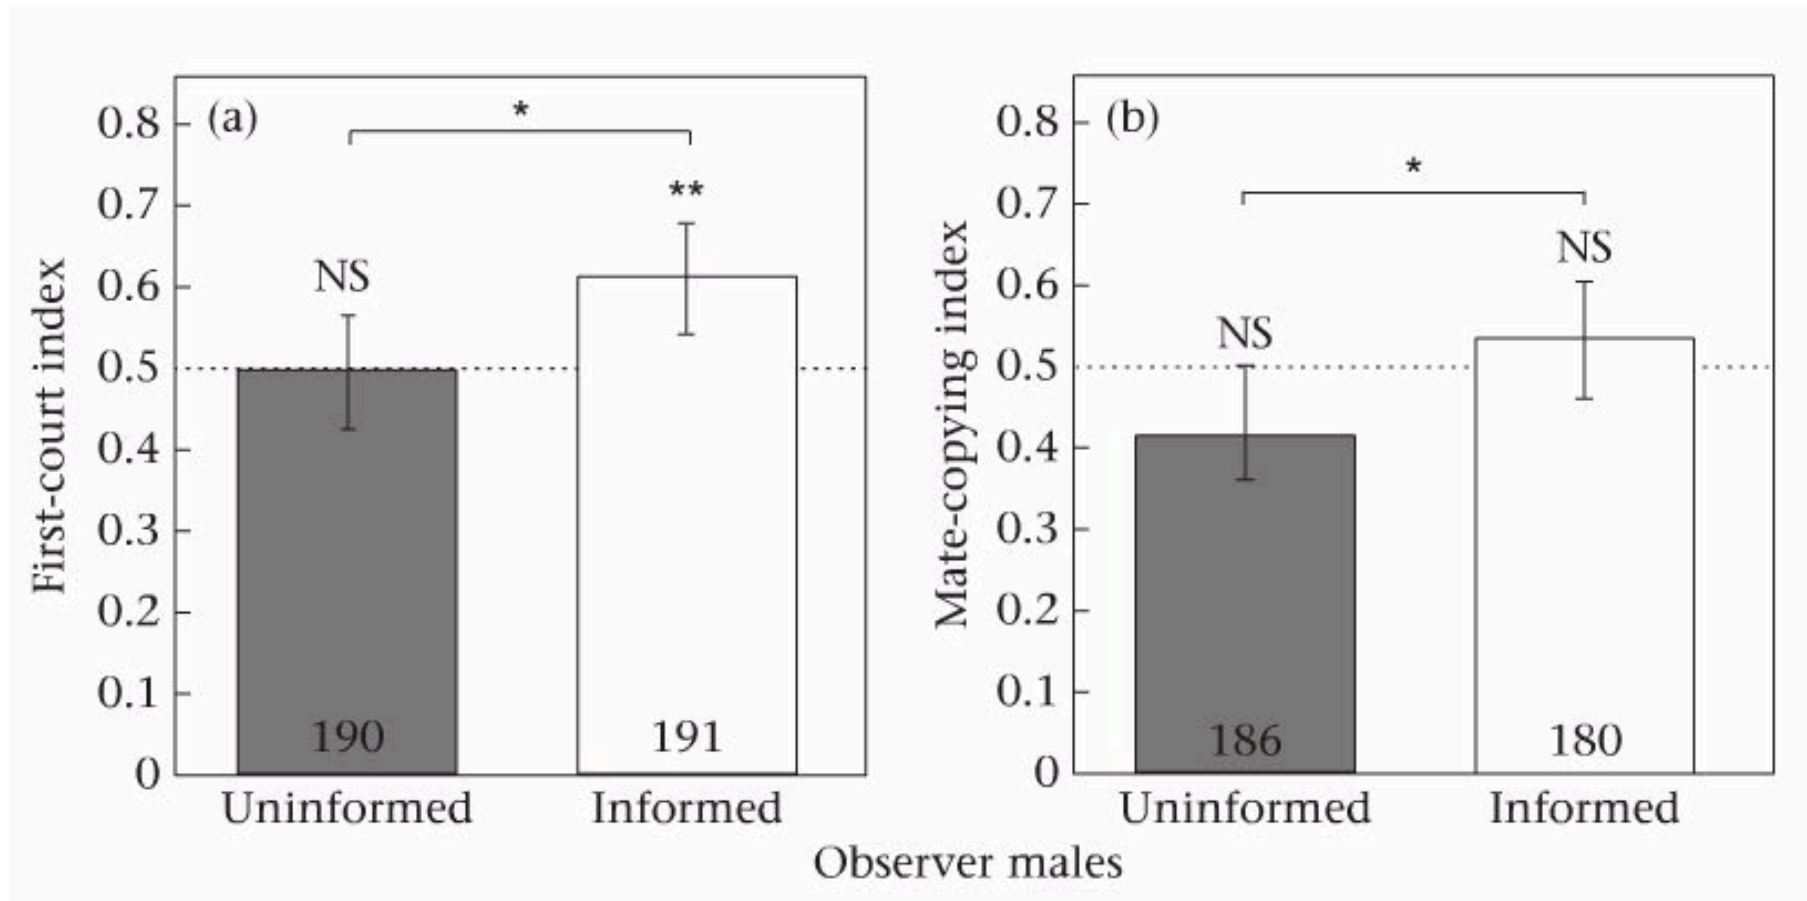 (a)
*
**
NS
0.8
0.7
0.6
0.5
0.4
0.3
0.2
0.1
0
First-court index
190
191
Uninformed
Informed
(b)
*
NS
NS
0.8
0.7
0.6
0.5
0.4
0.3
0.2
0.1
0
Mate-copying index
186
180
Uninformed
Informed
Observer males